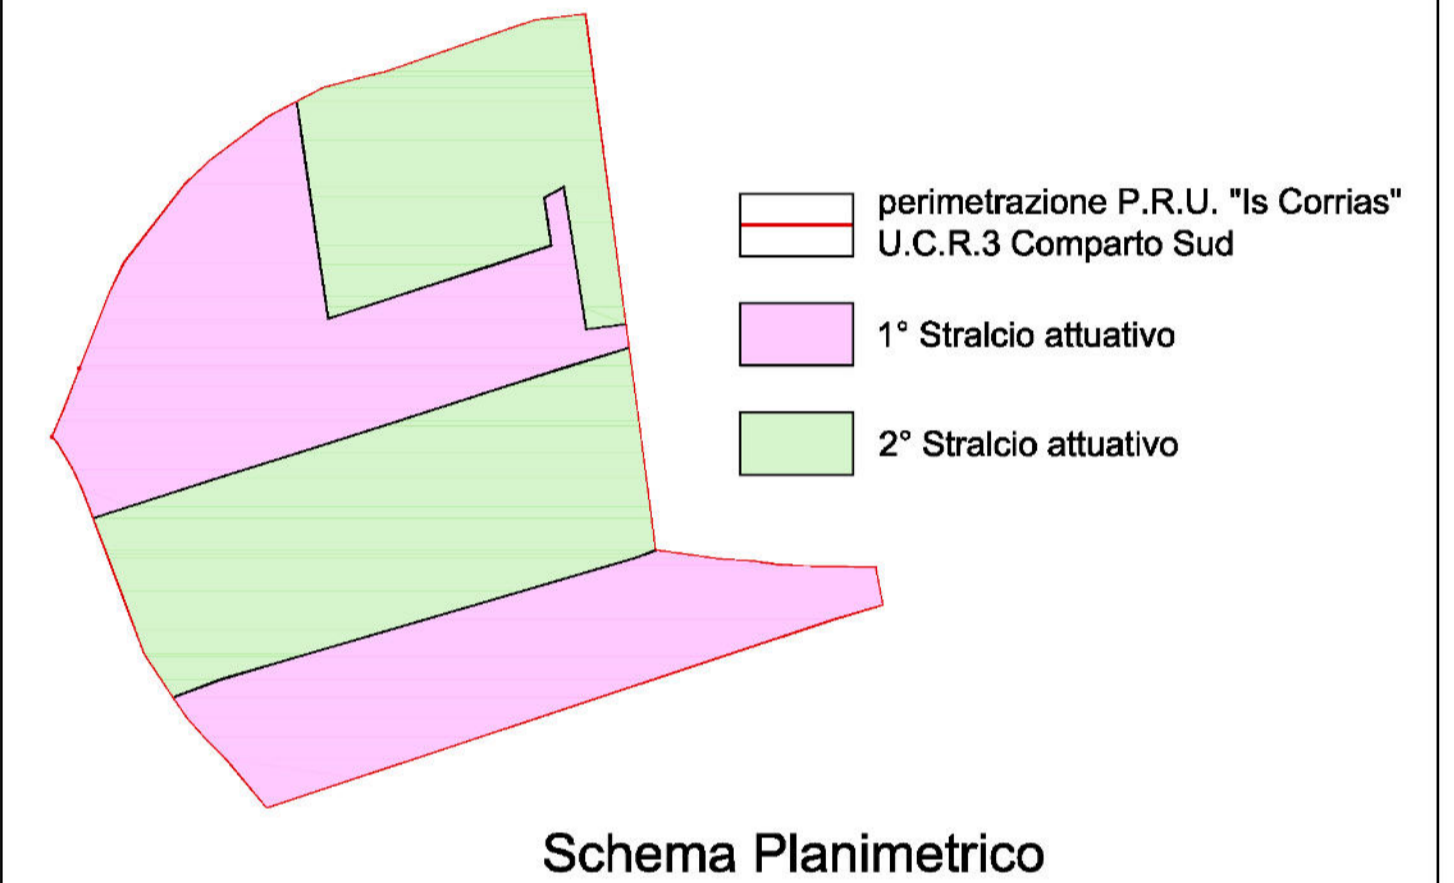 perimetrazione P.R.U. "Is Corrias"
U.C.R.3 Comparto Sud
1° Stralcio attuativo
2° Stralcio attuativo
Schema Planimetrico